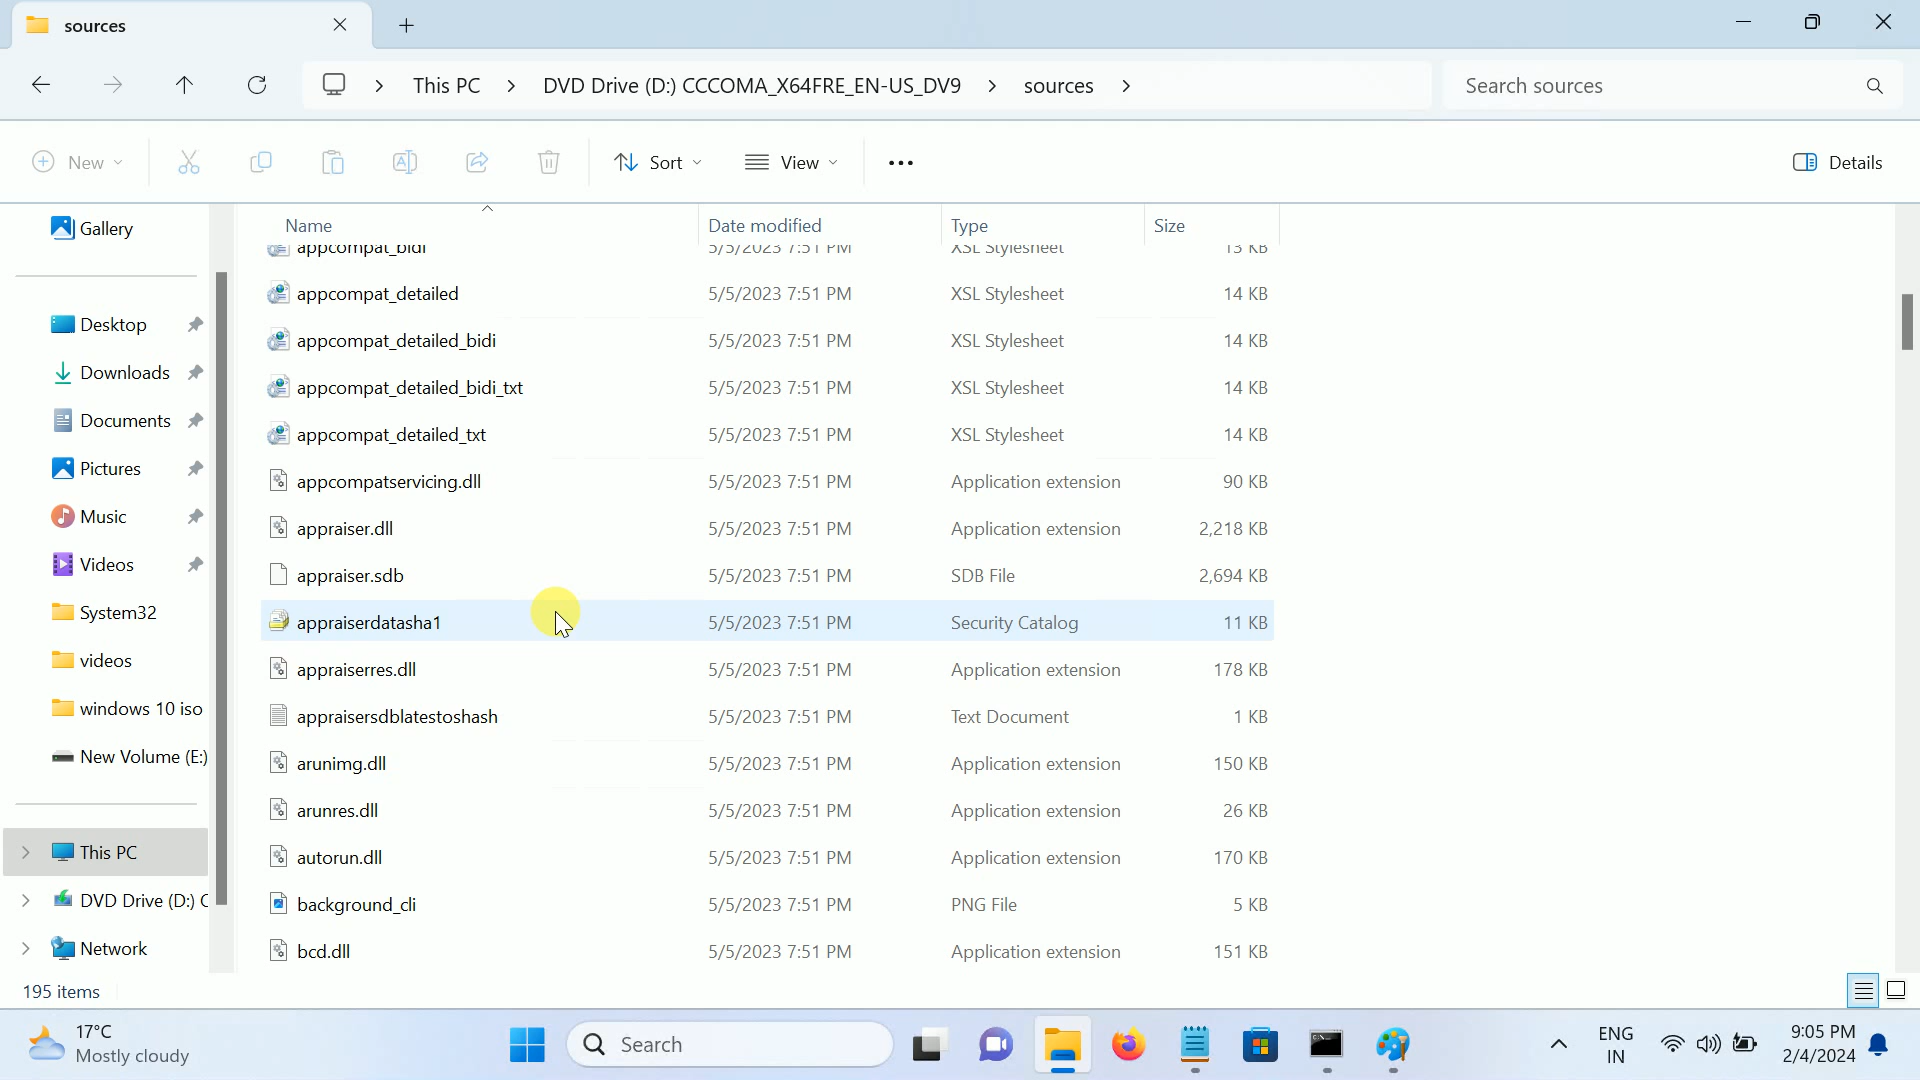 sources
This PC > DVD Drive (D:) CCCOMA_X64FRE_EN-US_DV9 > sources >
Search sources
New
Sort
View
Details
Gallery
Desktop
Downloads
Documents
Pictures
Music
Videos
System32
videos
windows 10 iso
New Volume (E:)
This PC
DVD Drive (D:) C
Network
Name Date modified Type Size
appcompat_bidi 5/5/2023 7:51 PM XSL Stylesheet 13 KB
appcompat_detailed 5/5/2023 7:51 PM XSL Stylesheet 14 KB
appcompat_detailed_bidi 5/5/2023 7:51 PM XSL Stylesheet 14 KB
appcompat_detailed_bidi_txt 5/5/2023 7:51 PM XSL Stylesheet 14 KB
appcompat_detailed_txt 5/5/2023 7:51 PM XSL Stylesheet 14 KB
appcompatservicing.dll 5/5/2023 7:51 PM Application extension 90 KB
appraiser.dll 5/5/2023 7:51 PM Application extension 2,218 KB
appraiser.sdb 5/5/2023 7:51 PM SDB File 2,694 KB
appraiserdatasha1 5/5/2023 7:51 PM Security Catalog 11 KB
appraiserres.dll 5/5/2023 7:51 PM Application extension 178 KB
appraisersdblatestoshash 5/5/2023 7:51 PM Text Document 1 KB
arunimg.dll 5/5/2023 7:51 PM Application extension 150 KB
arunres.dll 5/5/2023 7:51 PM Application extension 26 KB
autorun.dll 5/5/2023 7:51 PM Application extension 170 KB
background_cli 5/5/2023 7:51 PM PNG File 5 KB
bcd.dll 5/5/2023 7:51 PM Application extension 151 KB
195 items
17°C
Mostly cloudy
Search
ENG
IN
9:05 PM
2/4/2024